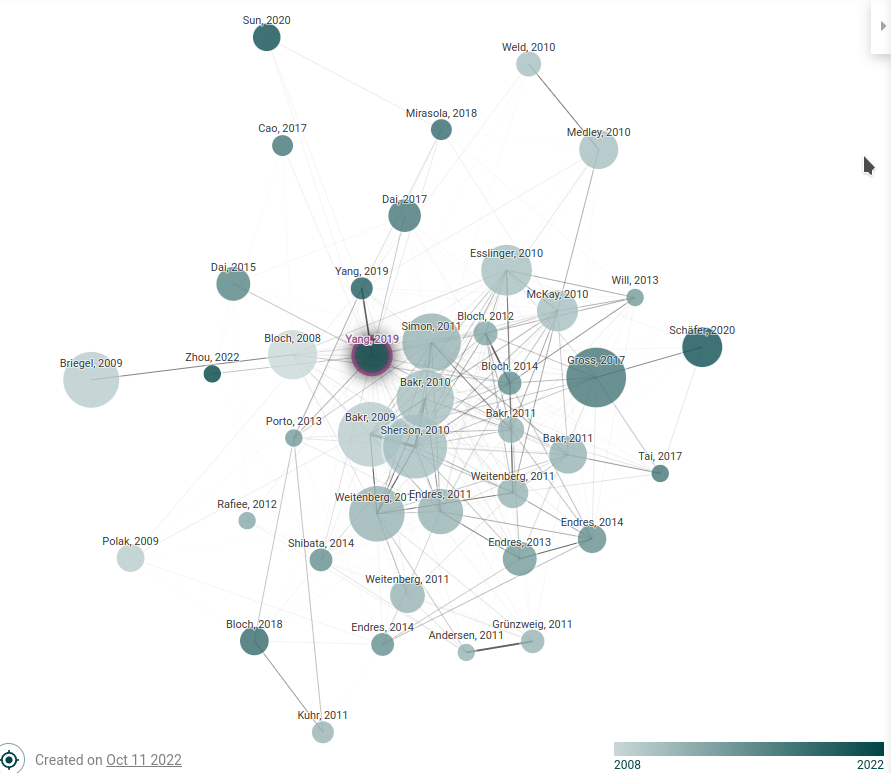 Sun, 2020
Weld, 2010
Mirasola, 2018
Cao, 2017
Medley, 2010
Dai, 2017
Esslinger, 2010
Dai, 2015
Yang, 2019
Will, 2013
McKay, 2010
Bloch, 2012
Simon, 2011
Schäfer, 2020
Bloch, 2008
Yang, 2019
Zhou, 2022
Briegel, 2009
Gross, 2017
Bloch, 2014
Bakr, 2010
Bakr, 2011
Bakr, 2009
Porto, 2013
Sherson, 2010
Bakr, 2011
Tai, 2017
Weitenberg, 2011
Weitenberg, 201
Endres, 2011
Rafiee, 2012
Endres, 2014
Polak, 2009
Shibata, 2014
Endres, 2013
Weitenberg, 2011
Bloch, 2018
Endres, 2014
Grünzweig, 2011
Andersen, 2011
Kuhr, 2011
Created on Oct 11 2022
2008
2022